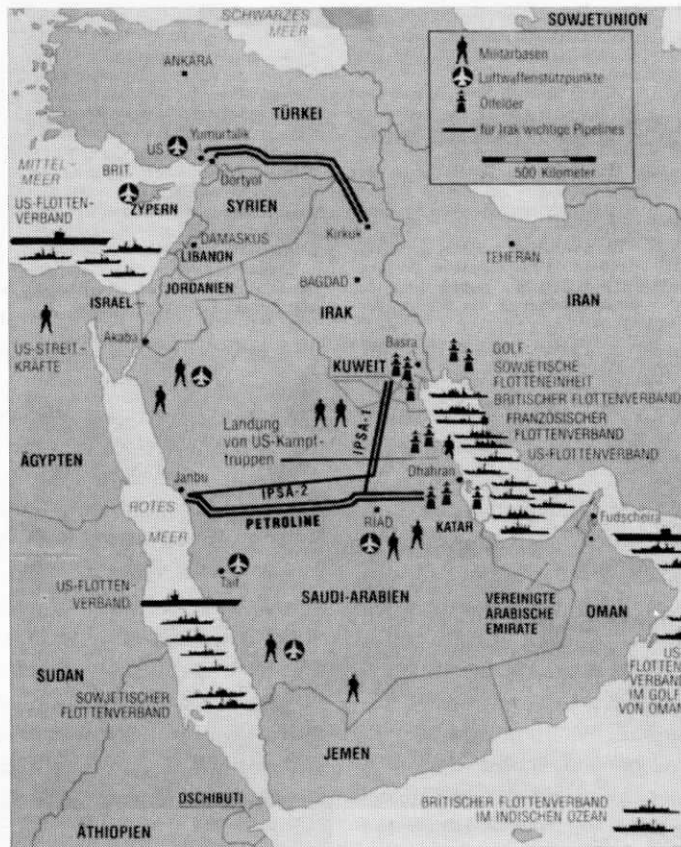 SCHWARZES
MEER
SOWJETUNION
Militärbasen
Luftwaffenstützpunkte
Ölfelder
für Irak wichtige Pipelines
500 Kilometer
ANKARA
TÜRKEI
US
Yumurtalik
Dörtyol
MITTEL-
MEER
BRIT.
ZYPERN
US-FLOTTEN-
VERBAND
SYRIEN
DAMASKUS
LIBANON
Kirkuk
TEHERAN
BAGDAD
JORDANIEN
ISRAEL
IRAK
IRAN
US-STREIT-
KRÄFTE
Akaba
Basra
KUWEIT
GOLF
SOWJETISCHE
FLOTTENEINHEIT
BRITISCHER FLOTTENVERBAND
FRANZÖSISCHER
FLOTTENVERBAND
US-FLOTTENVERBAND
Landung
von US-Kampf-
truppen
IPSA-1
ÄGYPTEN
Dhahran
Janbu
IPSA-2
PETROLINE
ROTES
MEER
RIAD
KATAR
Fudscheira
Taif
US-FLOTTEN-
VERBAND
SAUDI-ARABIEN
VEREINIGTE
ARABISCHE
EMIRATE
OMAN
SUDAN
SOWJETISCHER
FLOTTENVERBAND
US-
FLOTTEN-
VERBAND
IM GOLF
VON OMAN
JEMEN
DSCHIBUTI
ÄTHIOPIEN
BRITISCHER FLOTTENVERBAND
IM INDISCHEN OZEAN